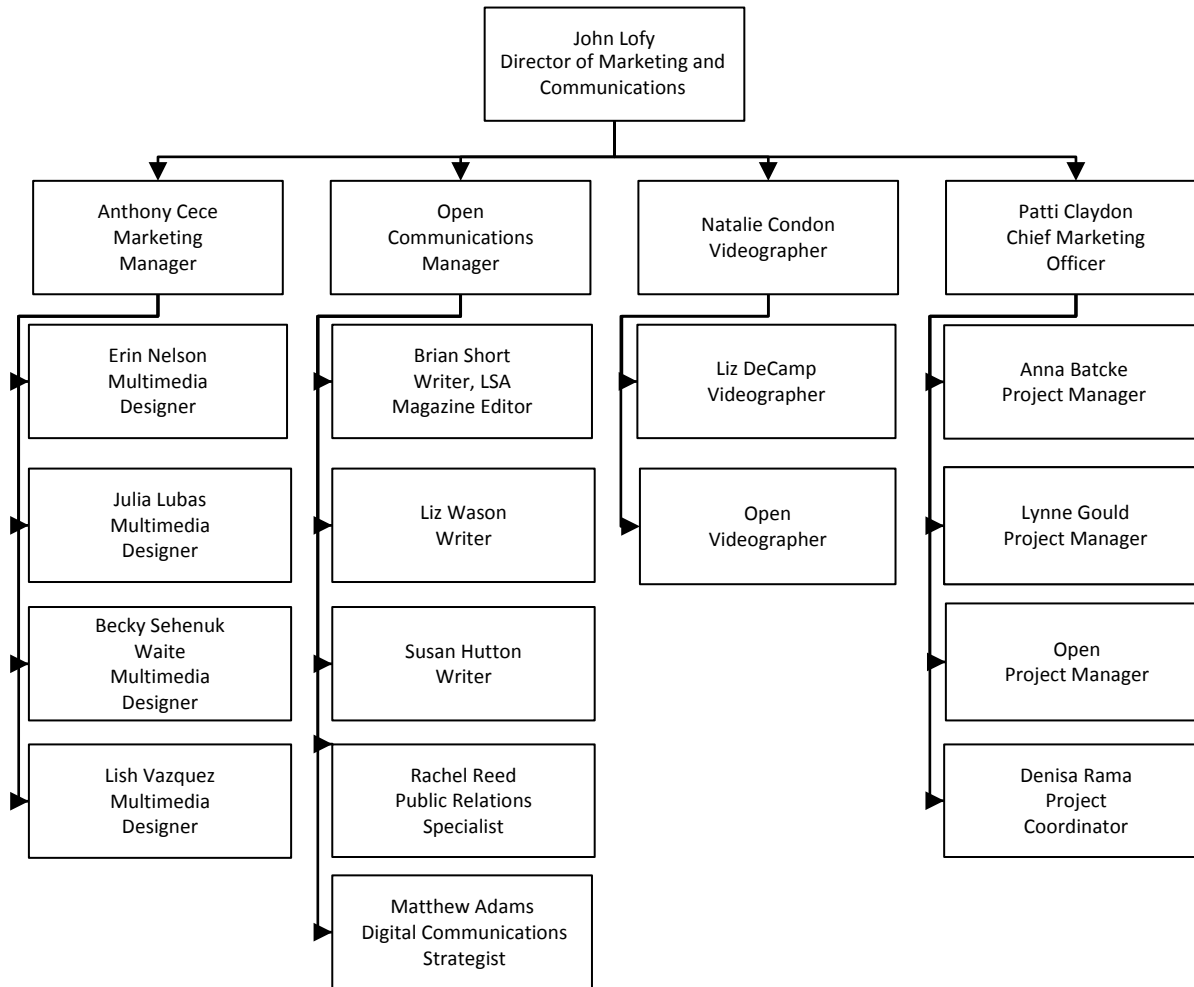 John Lofy
Director of Marketing and
Communications
Anthony Cece
Marketing
Manager
Open
Communications
Manager
Natalie Condon
Videographer
Patti Claydon
Chief Marketing
Officer
Erin Nelson
Multimedia
Designer
Brian Short
Writer, LSA
Magazine Editor
Liz DeCamp
Videographer
Anna Batcke
Project Manager
Julia Lubas
Multimedia
Designer
Liz Wason
Writer
Open
Videographer
Lynne Gould
Project Manager
Becky Sehenuk
Waite
Multimedia
Designer
Susan Hutton
Writer
Open
Project Manager
Lish Vazquez
Multimedia
Designer
Rachel Reed
Public Relations
Specialist
Denisa Rama
Project
Coordinator
Matthew Adams
Digital Communications
Strategist